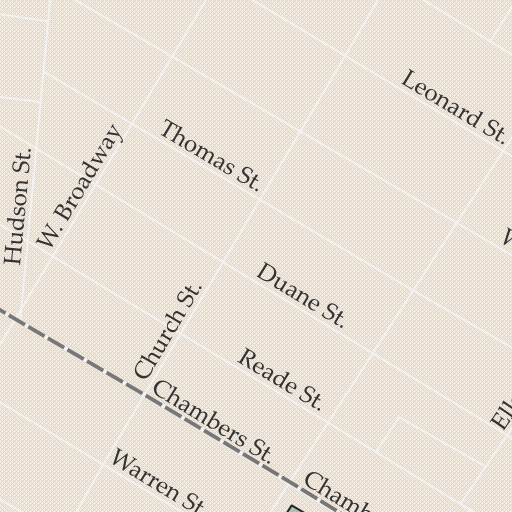 Leonard St.
Thomas St.
W. Broadway
Hudson St.
Duane St.
Church St.
Reade St.
Chambers St.
Warren St.